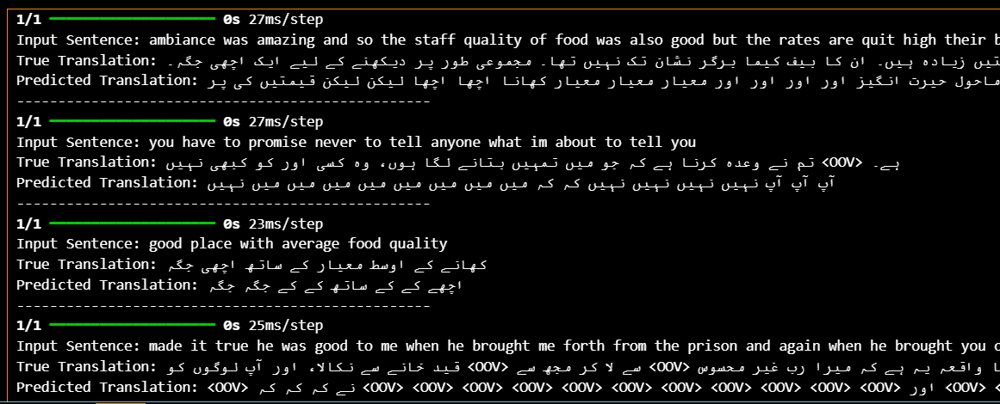 1/1 ━━━━━━━━━━━━━━━━━━━━ 0s 27ms/step
Input Sentence: ambiance was amazing and so the staff quality of food was also good but the rates are quit high their b
True Translation: تیں زیادہ ہیں۔ ان کا بیف کیما برگر نشان تک نہیں تھا۔ مجموعی طور پر دیکھنے کے لیے ایک اچھی جگہ۔
Predicted Translation: ماحول حیرت انگیز اور اور اور اور معیار معیار معیار کھانا اچھا اچھا لیکن لیکن قیمتیں کی پر
--------------------------------------------------
1/1 ━━━━━━━━━━━━━━━━━━━━ 0s 27ms/step
Input Sentence: you have to promise never to tell anyone what im about to tell you
True Translation: تم نے وعدہ کرنا ہے کہ جو میں تمہیں بتانے لگا ہوں، وہ کسی اور کو کبھی نہیں <OOV> ہے۔
Predicted Translation: آپ آپ آپ نہیں نہیں نہیں نہیں کہ کہ میں میں میں میں میں میں میں میں نہیں
--------------------------------------------------
1/1 ━━━━━━━━━━━━━━━━━━━━ 0s 23ms/step
Input Sentence: good place with average food quality
True Translation: کھانے کے اوسط معیار کے ساتھ اچھی جگہ
Predicted Translation: اچھے کے کے ساتھ کے کے جگہ جگہ
--------------------------------------------------
1/1 ━━━━━━━━━━━━━━━━━━━━ 0s 25ms/step
Input Sentence: made it true he was good to me when he brought me forth from the prison and again when he brought you o
True Translation: ا واقعہ یہ ہے کہ میرا رب غیر محسوس <OOV> سے لا کر مجھ سے <OOV> قید خانے سے نکالا، اور آپ لوگوں کو
Predicted Translation: <OOV> نے کہ کہ کہ <OOV> <OOV> <OOV> <OOV> <OOV> <OOV> <OOV> <OOV> <OOV> <OOV> <OOV> اور <OOV> <